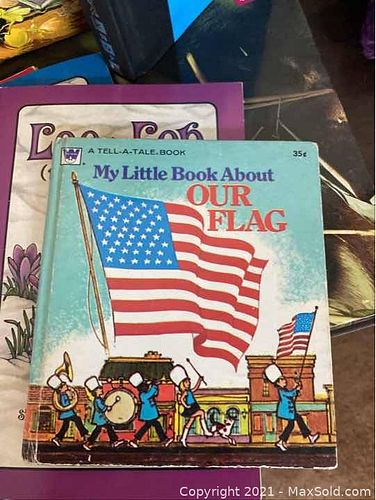 A TELL-A-TALE BOOK
35¢
My Little Book About
OUR
FLAG
Copyright 2021 - MaxSold.com